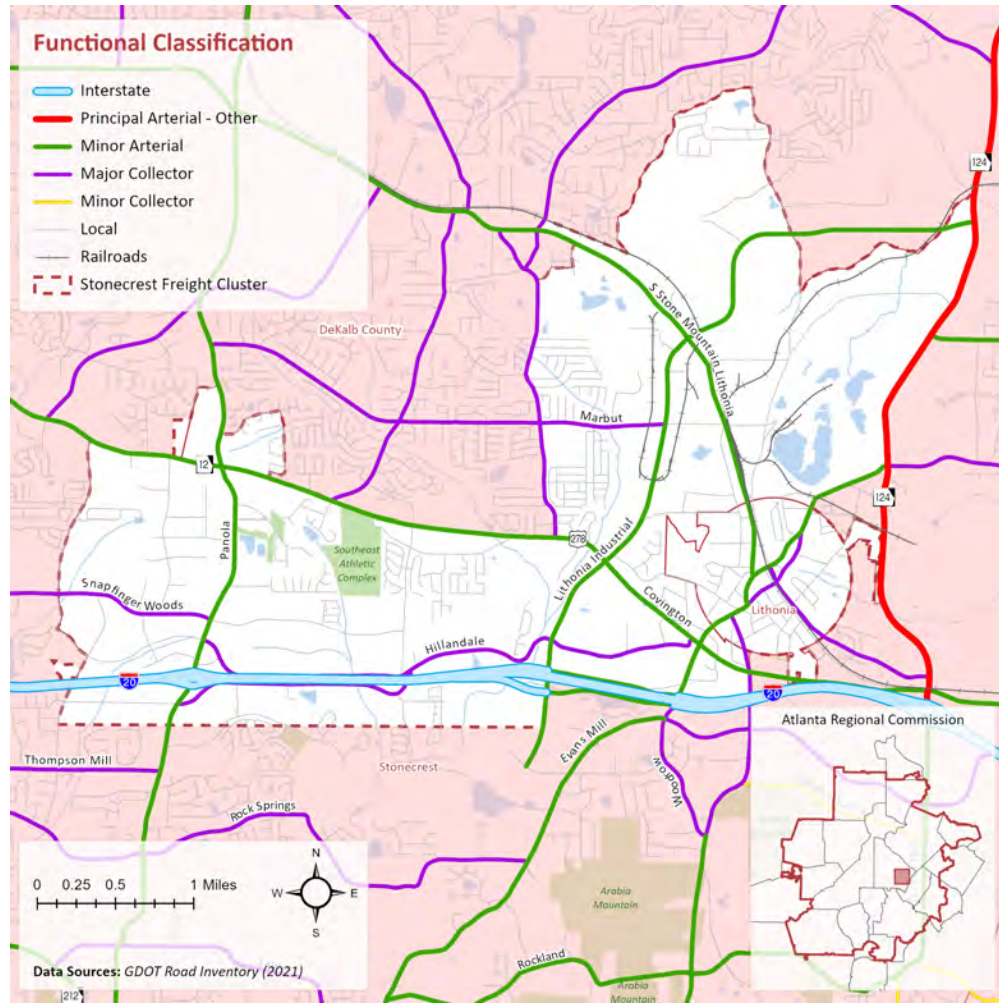 Functional Classification
Interstate
Principal Arterial - Other
Minor Arterial
Major Collector
Minor Collector
Local
Railroads
Stonecrest Freight Cluster
124
DeKalb County
S Stone Mountain Lithonia
Marbut
12
124
Panola
278
Southeast
Athletic
Complex
Lithonia Industrial
Snapfinger Woods
Covington
Lithonia
Hillandale
20
20
Evans Mill
Thompson Mill
Stonecrest
Woodrow
Rock Springs
Atlanta Regional Commission
0 0.25 0.5 1 Miles
N
W E
S
Arabia
Mountain
Rockland
Data Sources: GDOT Road Inventory (2021)
Arabia
Mountain
212